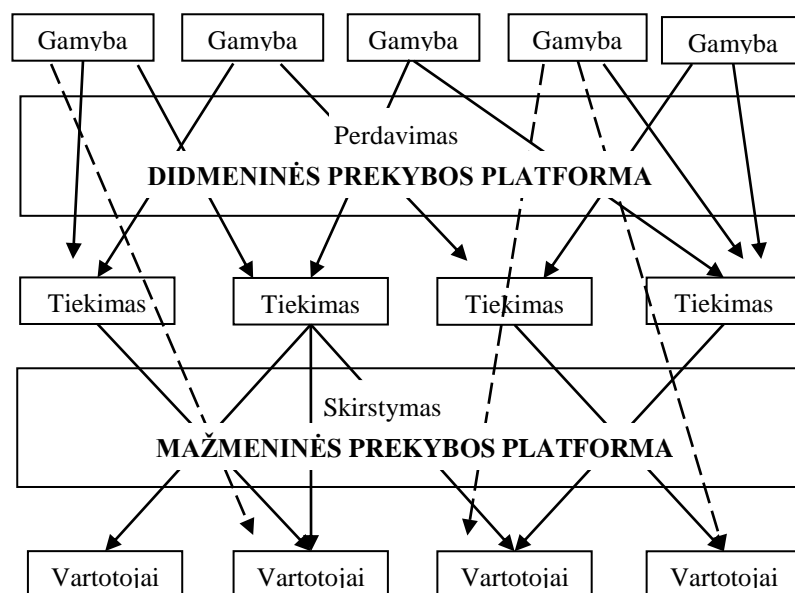 Gamyba Gamyba Gamyba Gamyba Gamyba
Perdavimas
DIDMENINĖS PREKYBOS PLATFORMA
Tiekimas Tiekimas Tiekimas Tiekimas
Skirstymas
MAŽMENINĖS PREKYBOS PLATFORMA
Vartotojai Vartotojai Vartotojai Vartotojai